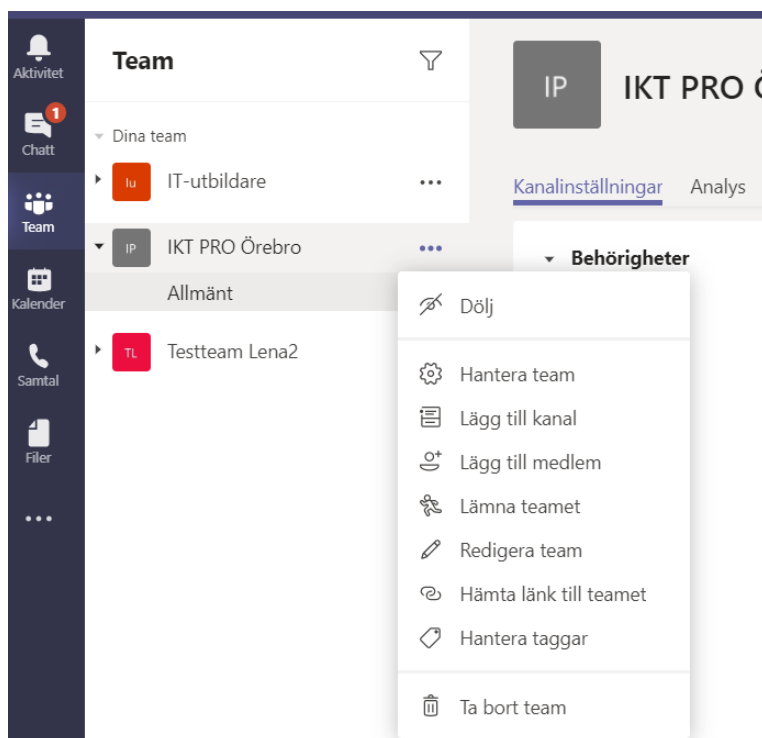 Aktivitet
Chatt
1
Team
Kalender
Samtal
Filer
Team
Dina team
Iu IT-utbildare
IP IKT PRO Örebro
Allmänt
TL Testteam Lena2
IP IKT PRO
Kanalinställningar Analys
Behörigheter
Dölj
Hantera team
Lägg till kanal
Lägg till medlem
Lämna teamet
Redigera team
Hämta länk till teamet
Hantera taggar
Ta bort team